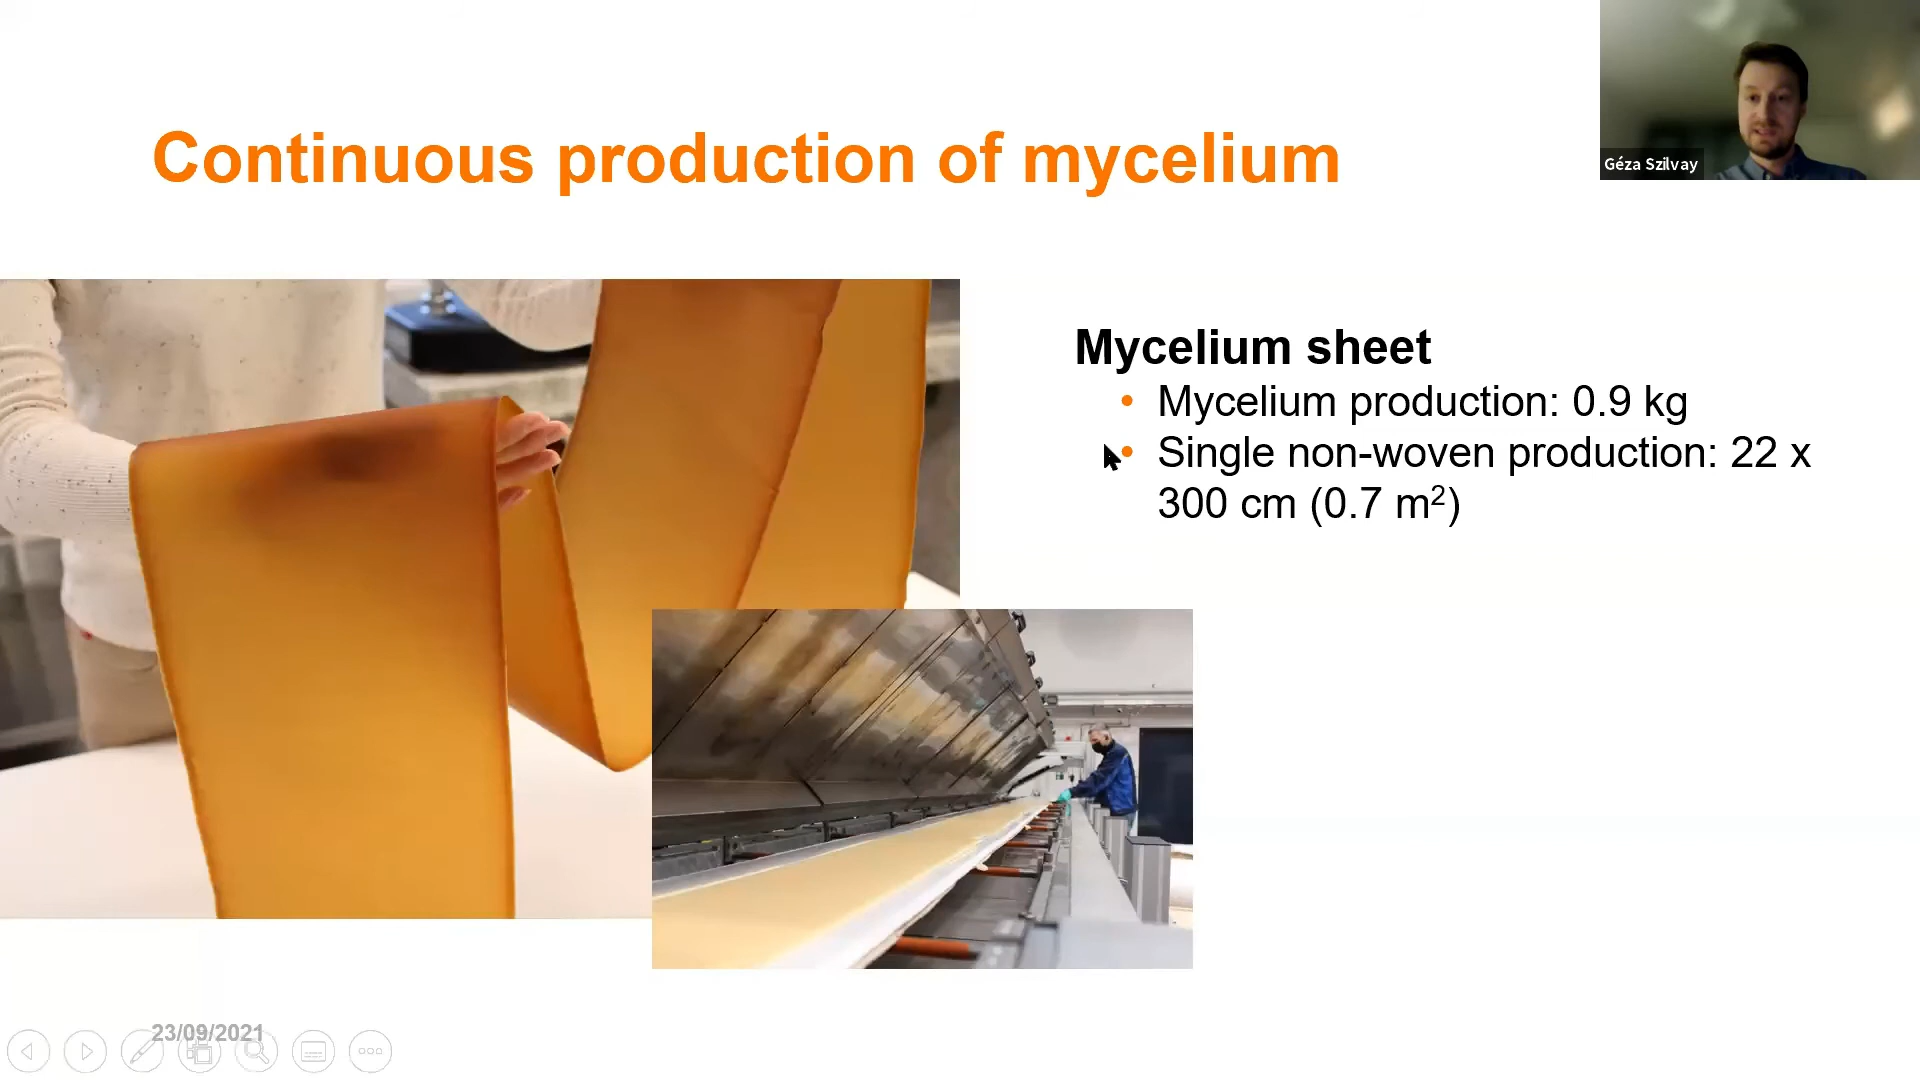 Continuous production of mycelium
Géza Szilvay
Mycelium sheet
• Mycelium production: 0.9 kg
• Single non-woven production: 22 x
300 cm (0.7 m²)
23/09/2021